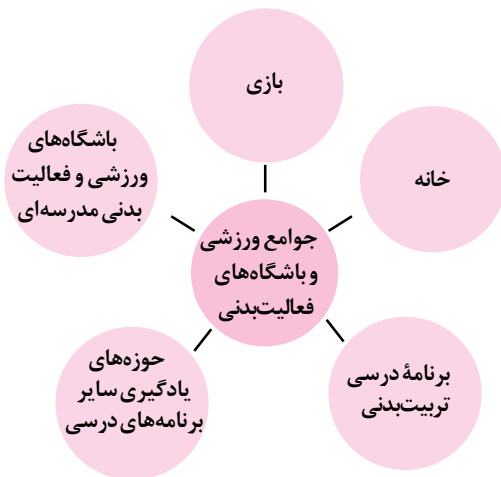 بازی
خانه
باشگاه‌های
ورزشی و فعالیت
بدنی مدرسه‌ای
جوامع ورزشی
و باشگاه‌های
فعالیت‌بدنی
برنامهٔ درسی
تربیت‌بدنی
حوزه‌های
یادگیری سایر
برنامه‌های درسی